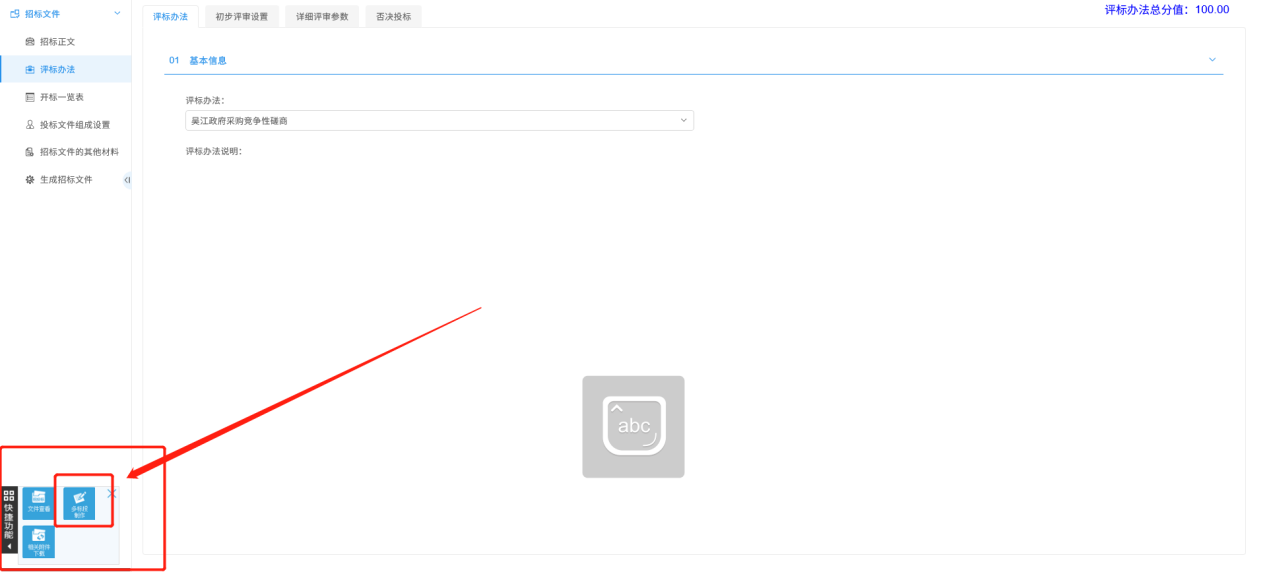 招标文件
招标正文
评标办法
开标一览表
投标文件组成设置
招标文件的其他材料
生成招标文件
评标办法 初步评审设置 详细评审参数 否决投标
评标办法总分值：100.00
01 基本信息
评标办法：
吴江政府采购竞争性磋商
评标办法说明：
abc
快捷功能
文件查看
多标段
制作
相关附件
下载